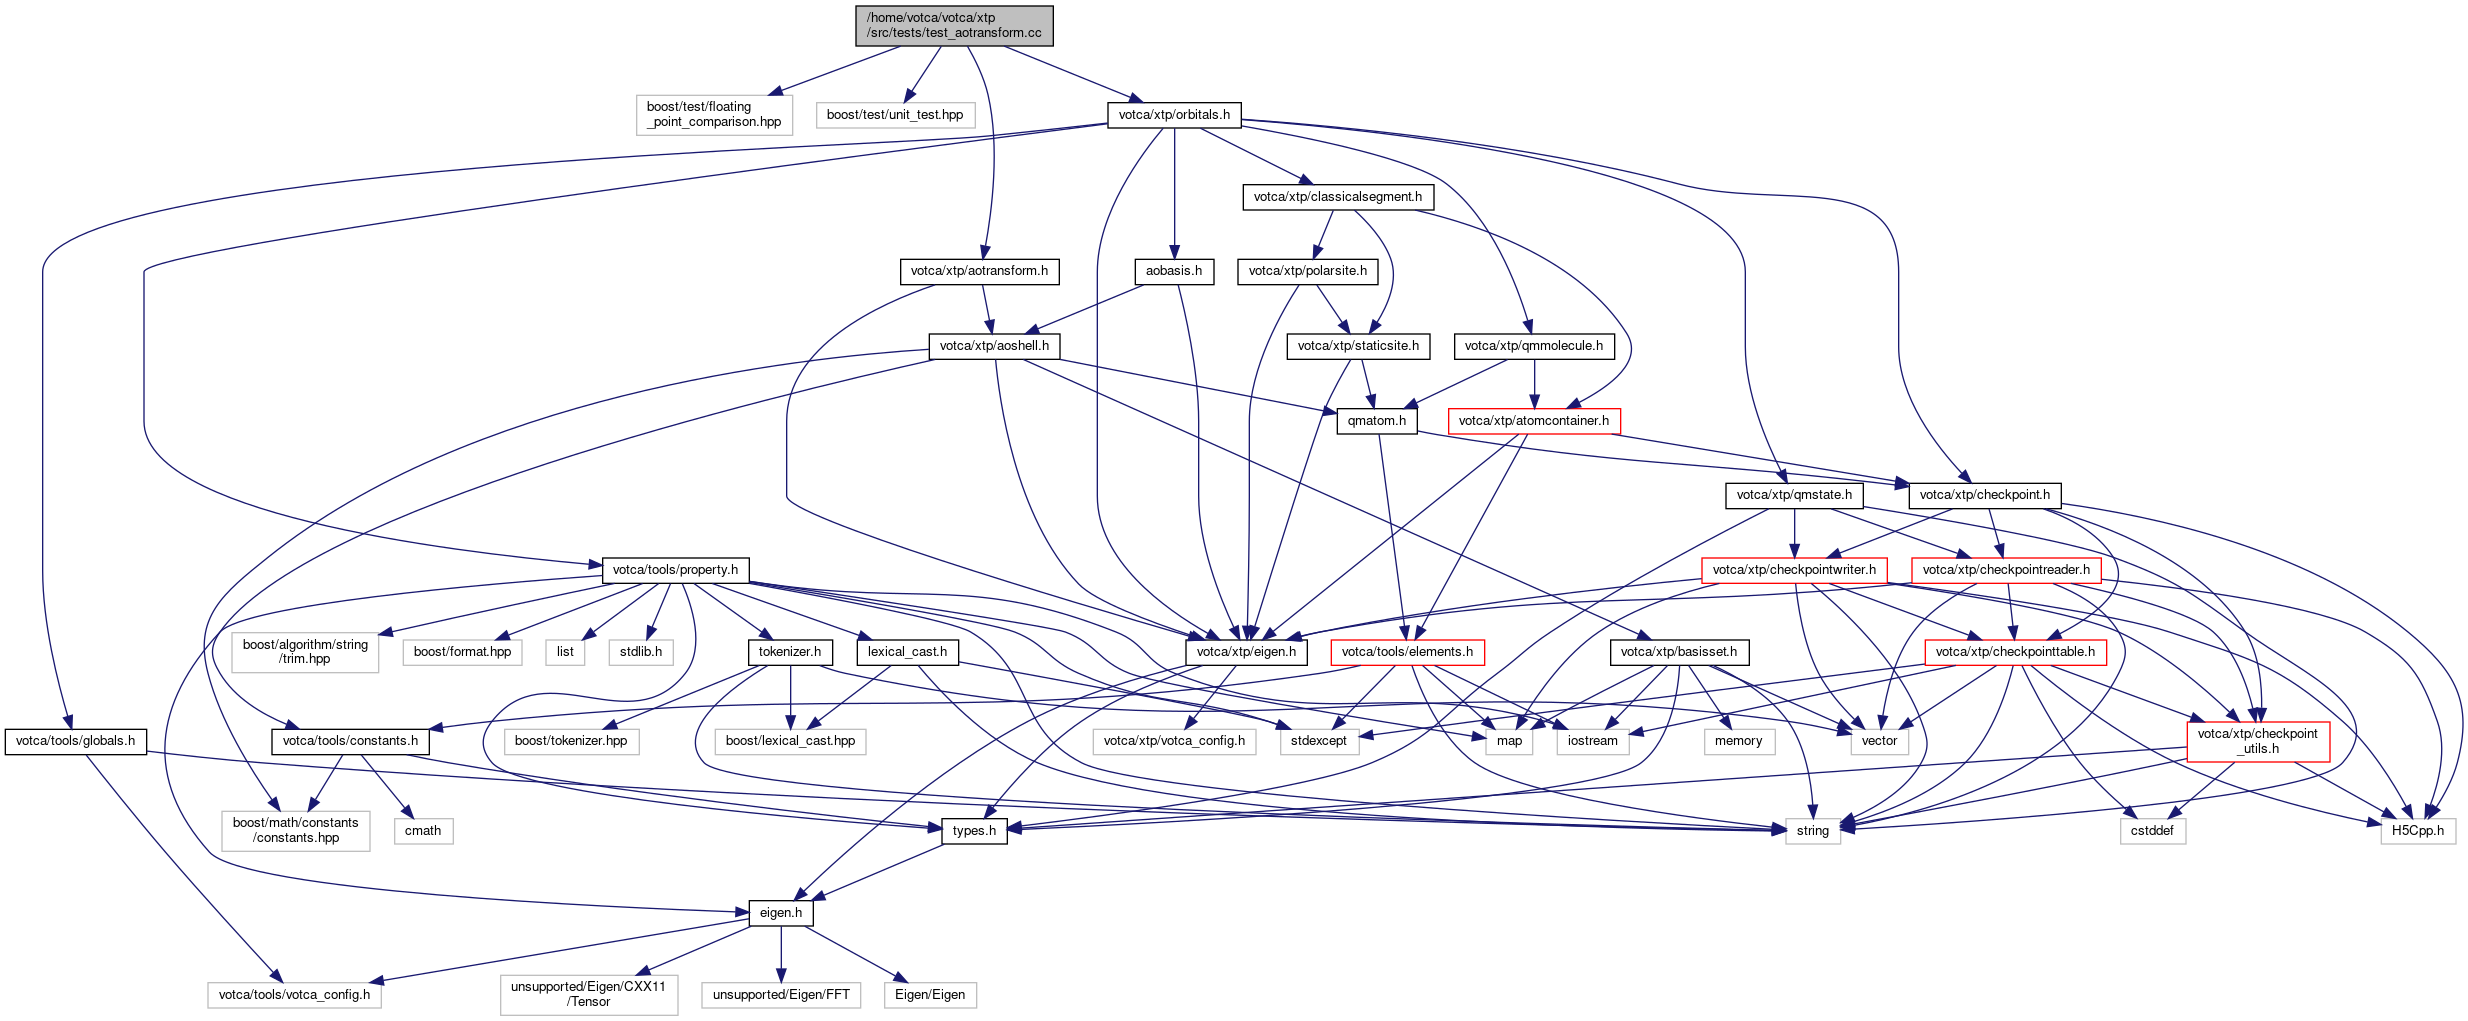 /home/votca/votca/xtp
/src/tests/test_aotransform.cc
boost/test/floating
_point_comparison.hpp
boost/test/unit_test.hpp
votca/xtp/orbitals.h
votca/xtp/classicalsegment.h
votca/xtp/aotransform.h
aobasis.h
votca/xtp/polarsite.h
votca/xtp/aoshell.h
votca/xtp/staticsite.h
votca/xtp/qmmolecule.h
qmatom.h
votca/xtp/atomcontainer.h
votca/xtp/qmstate.h
votca/xtp/checkpoint.h
votca/tools/property.h
votca/xtp/checkpointwriter.h
votca/xtp/checkpointreader.h
boost/algorithm/string
/trim.hpp
boost/format.hpp
list
stdlib.h
tokenizer.h
lexical_cast.h
votca/xtp/eigen.h
votca/tools/elements.h
votca/xtp/basisset.h
votca/xtp/checkpointtable.h
votca/tools/globals.h
votca/tools/constants.h
boost/tokenizer.hpp
boost/lexical_cast.hpp
votca/xtp/votca_config.h
stdexcept
map
iostream
memory
vector
votca/xtp/checkpoint
_utils.h
boost/math/constants
/constants.hpp
cmath
types.h
string
cstddef
H5Cpp.h
eigen.h
votca/tools/votca_config.h
unsupported/Eigen/CXX11
/Tensor
unsupported/Eigen/FFT
Eigen/Eigen